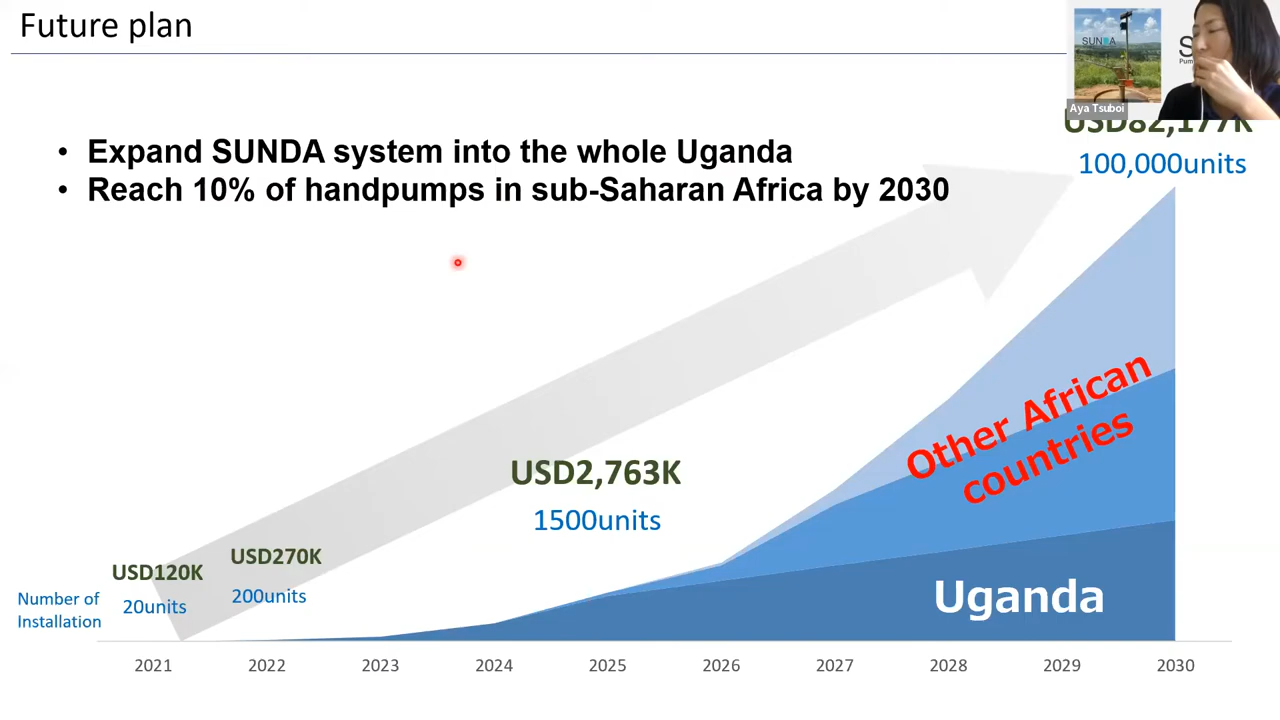 Future plan
SUNDA
Aya Tsuboi
• Expand SUNDA system into the whole Uganda
• Reach 10% of handpumps in sub-Saharan Africa by 2030
USD82,177K
100,000units
Other African
countries
USD2,763K
1500units
USD120K
20units
USD270K
200units
Number of
Installation
Uganda
2021 2022 2023 2024 2025 2026 2027 2028 2029 2030